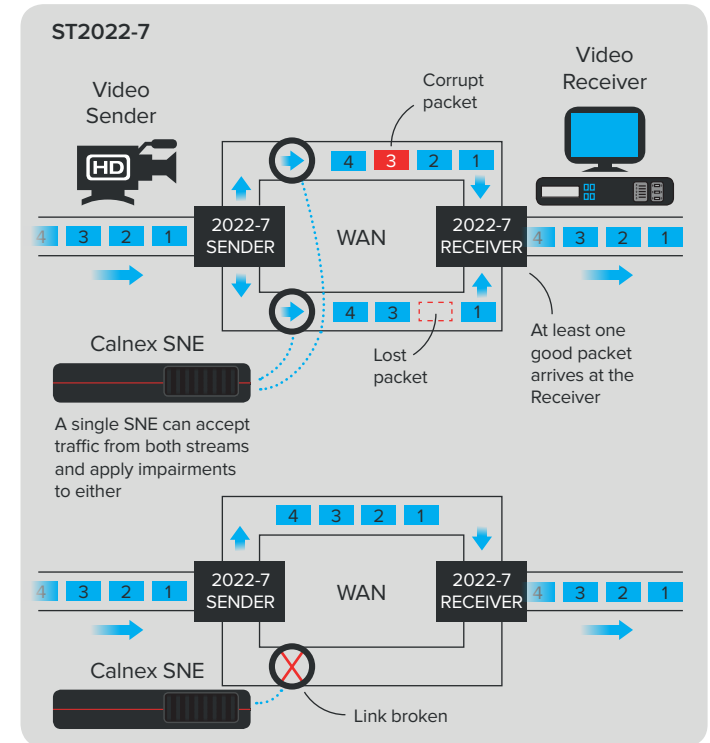 ST2022-7
Video
Sender
HD
Corrupt
packet
Video
Receiver
4 3 2 1
4 3 2 1
2022-7
SENDER
WAN
2022-7
RECEIVER
4 3 2 1
4 3 1
Lost
packet
At least one
good packet
arrives at the
Receiver
Calnex SNE
A single SNE can accept
traffic from both streams
and apply impairments
to either
4 3 2 1
4 3 2 1
2022-7
SENDER
WAN
2022-7
RECEIVER
4 3 2 1
Calnex SNE
Link broken